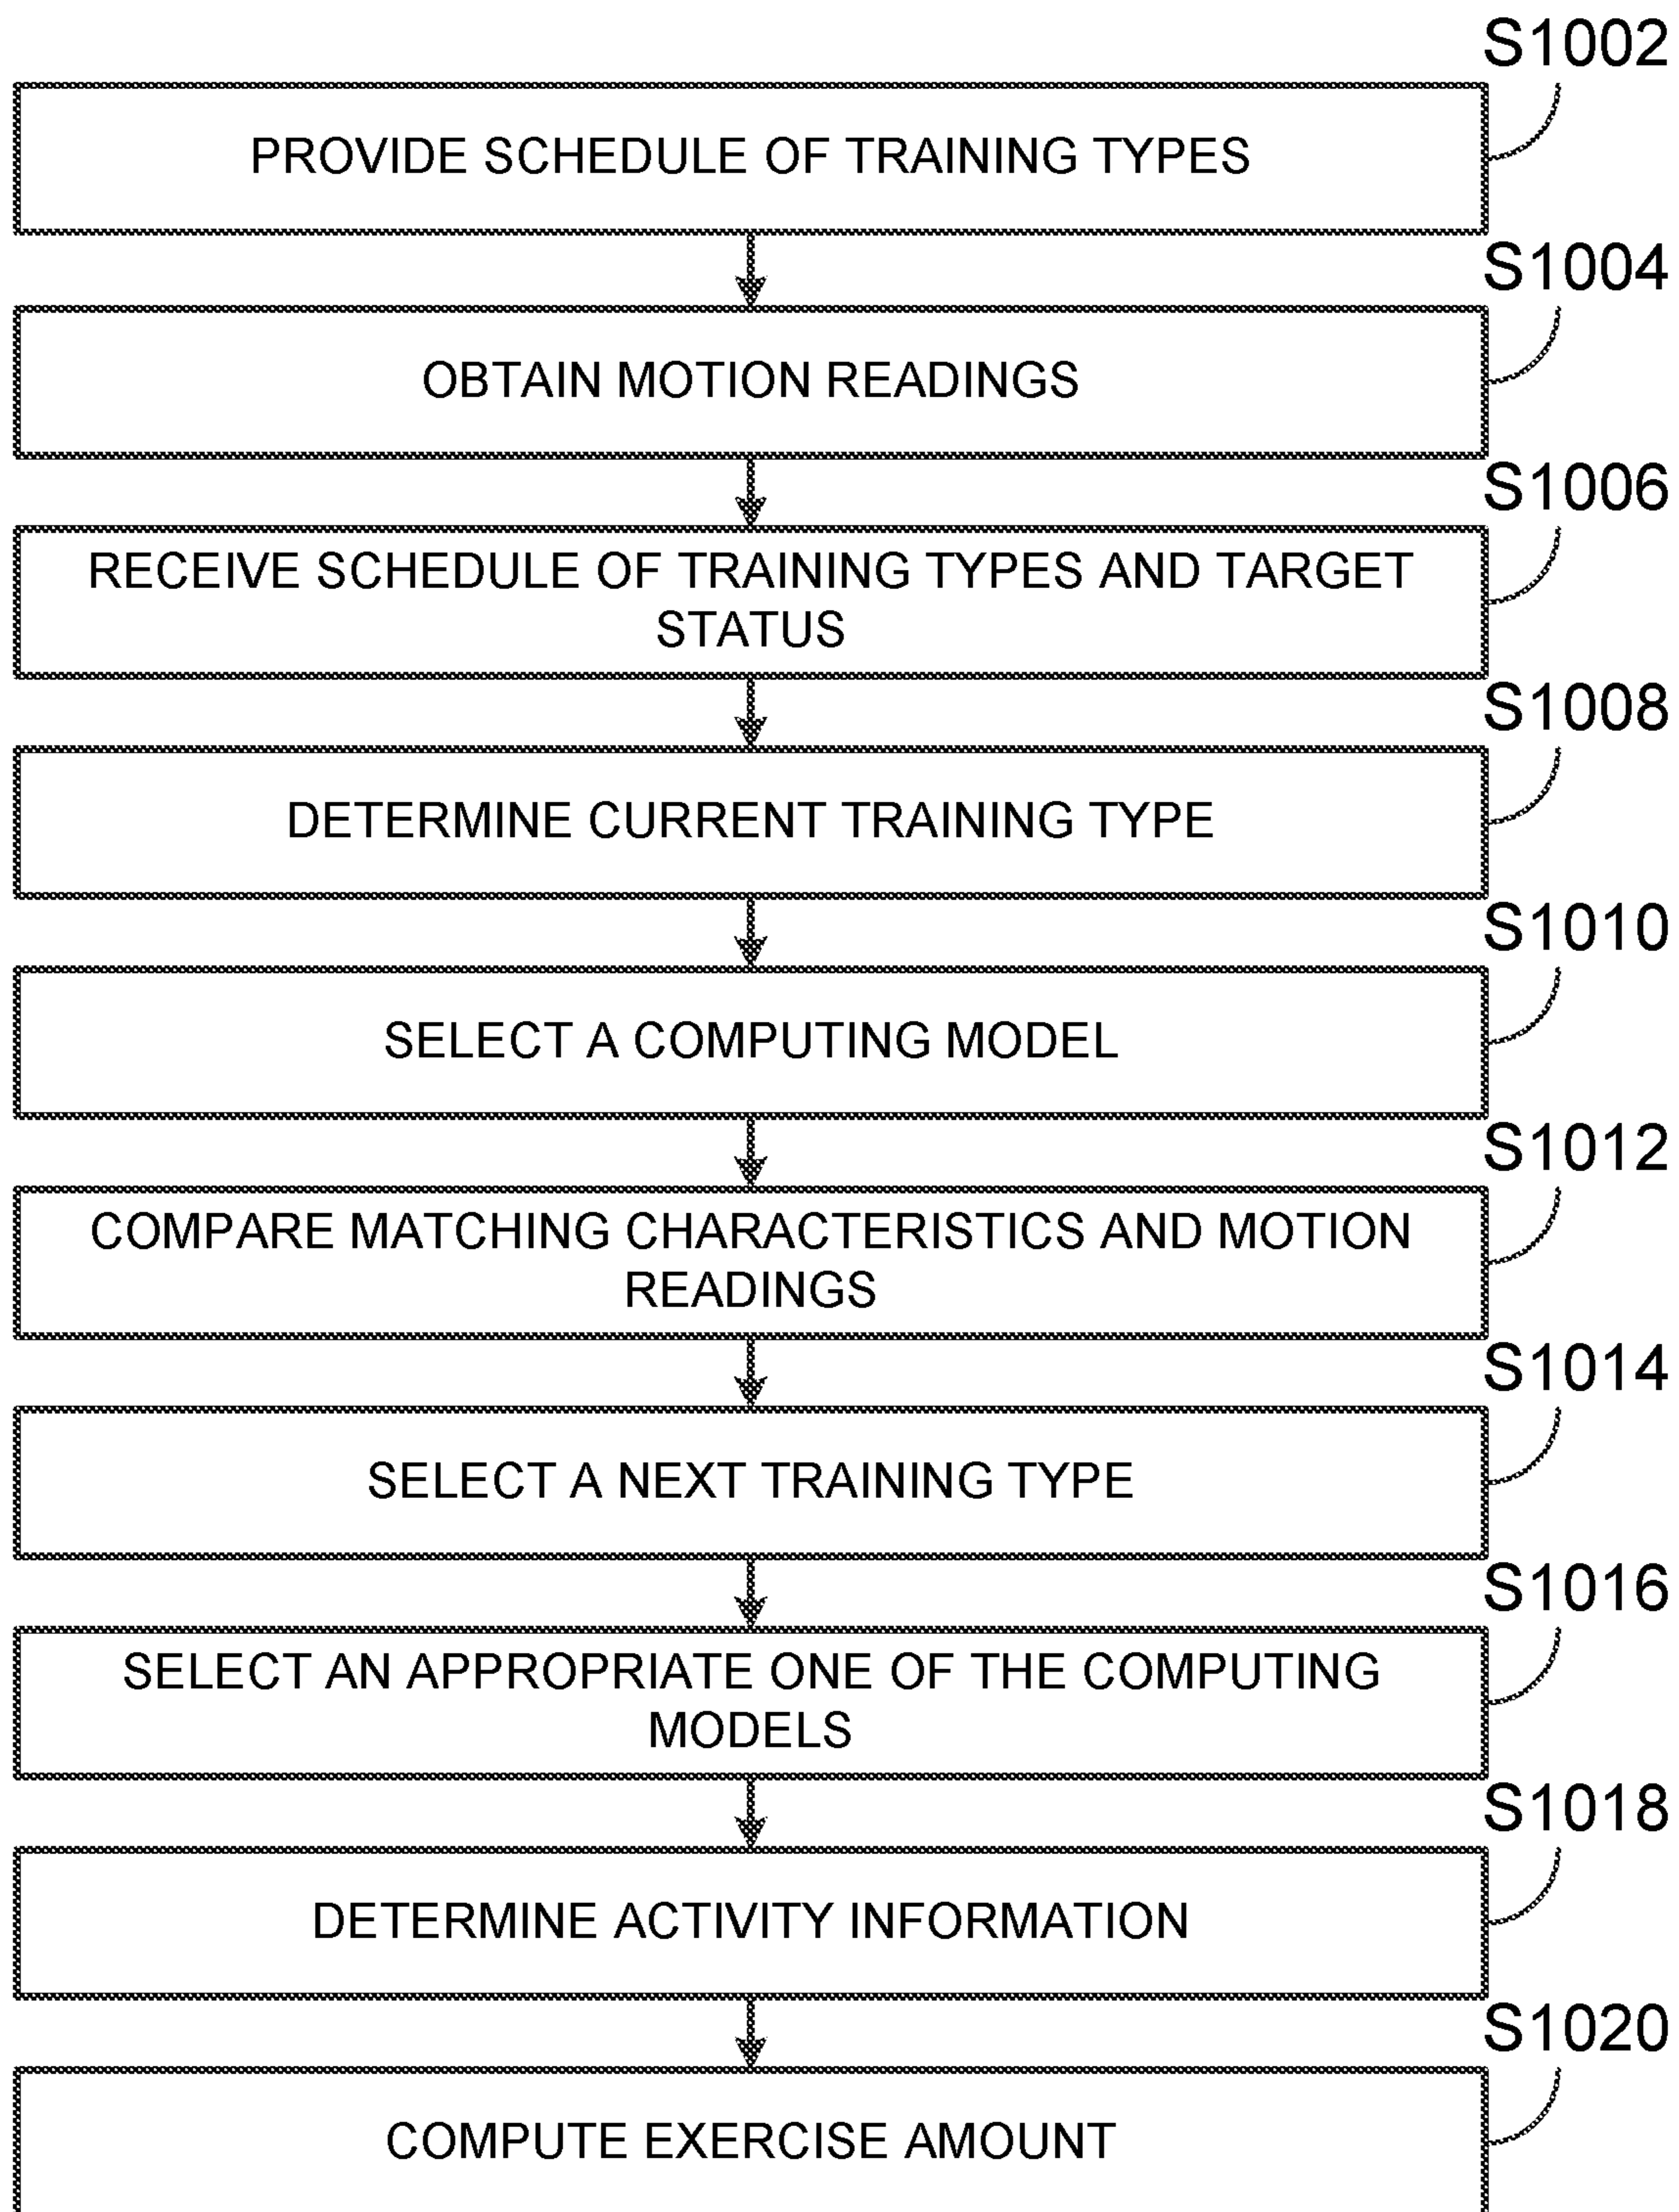 S1002
PROVIDE SCHEDULE OF TRAINING TYPES
S1004
OBTAIN MOTION READINGS
S1006
RECEIVE SCHEDULE OF TRAINING TYPES AND TARGET
STATUS
S1008
DETERMINE CURRENT TRAINING TYPE
S1010
SELECT A COMPUTING MODEL
S1012
COMPARE MATCHING CHARACTERISTICS AND MOTION
READINGS
S1014
SELECT A NEXT TRAINING TYPE
S1016
SELECT AN APPROPRIATE ONE OF THE COMPUTING
MODELS
S1018
DETERMINE ACTIVITY INFORMATION
S1020
COMPUTE EXERCISE AMOUNT